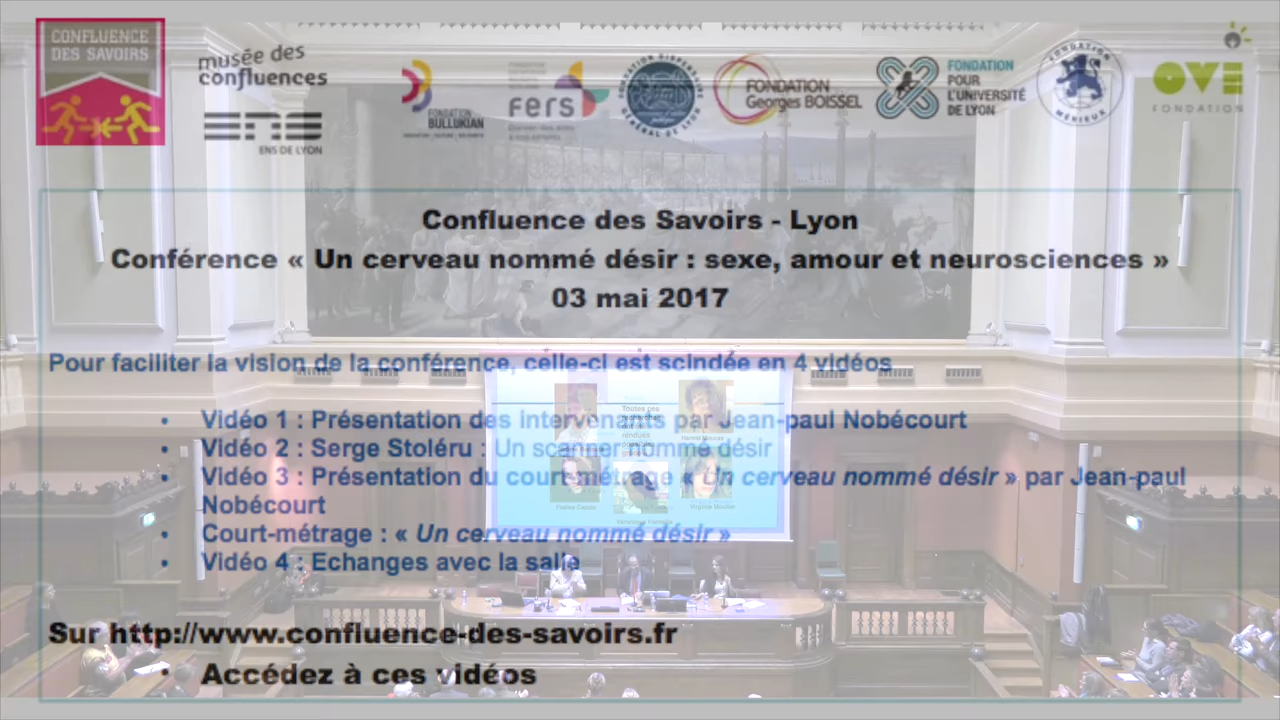 CONFLUENCE
DES SAVOIRS
musée des
confluences
ENS
ENS DE LYON
FONDATION
BULLUKIAN
fers
FONDATION
Georges BOISSEL
FONDATION
POUR
L'UNIVERSITÉ
DE LYON
FONDATION
MÉRIEUX
OVE
FONDATION
Confluence des Savoirs - Lyon
Conférence « Un cerveau nommé désir : sexe, amour et neurosciences »
03 mai 2017
Pour faciliter la vision de la conférence, celle-ci est scindée en 4 vidéos
• Vidéo 1 : Présentation des intervenants par Jean-paul Nobécourt
• Vidéo 2 : Serge Stoléru : Un scanner nommé désir
• Vidéo 3 : Présentation du court-métrage « Un cerveau nommé désir » par Jean-paul
Nobécourt
• Court-métrage : « Un cerveau nommé désir »
• Vidéo 4 : Echanges avec la salle
Sur http://www.confluence-des-savoirs.fr
• Accédez à ces vidéos
Toutes ces